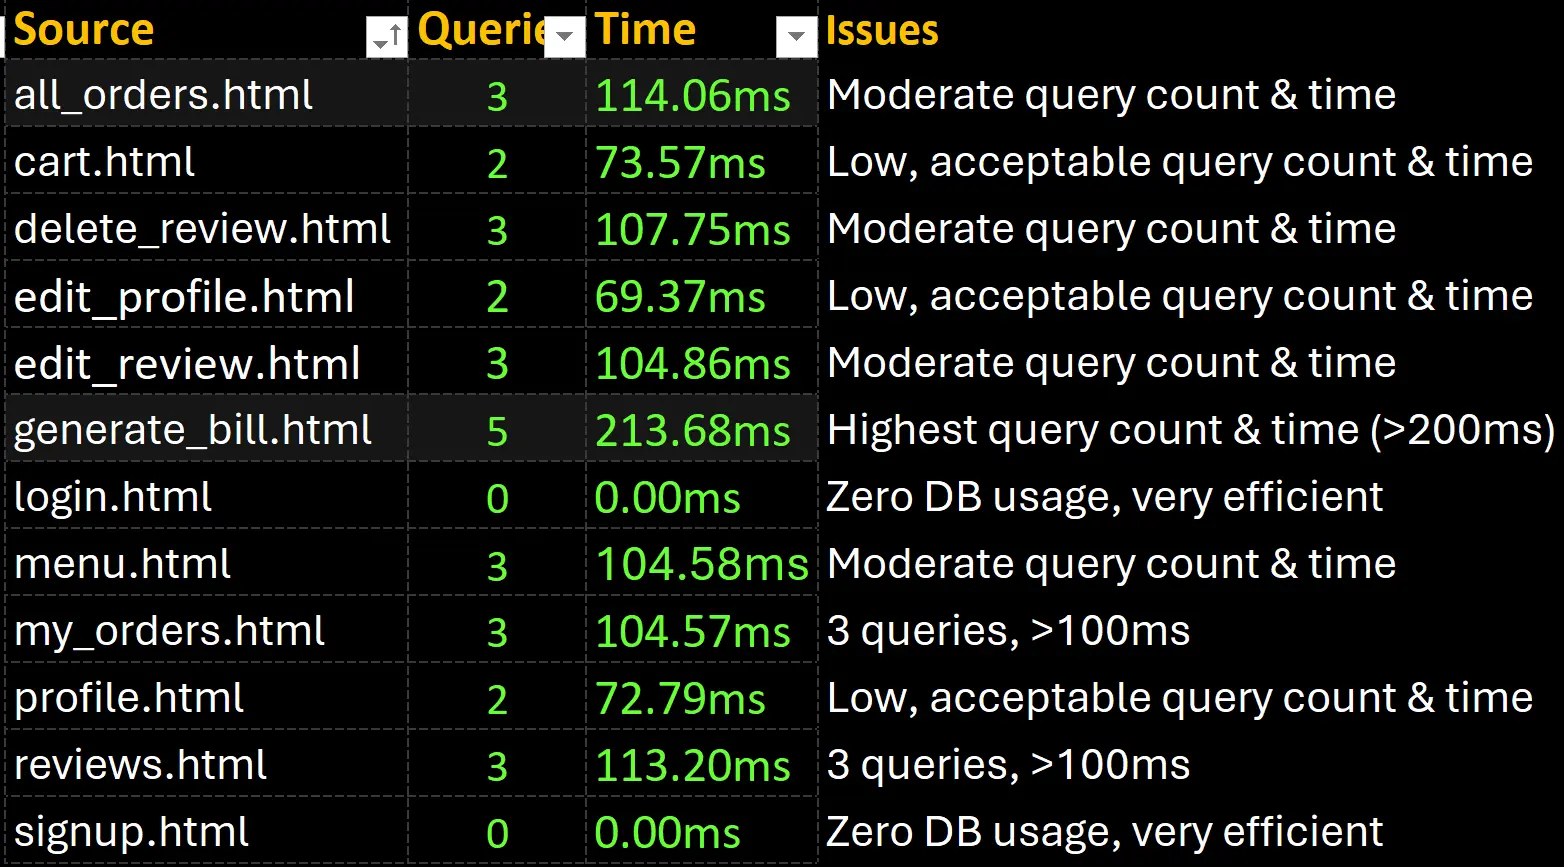 Source Querie Time Issues
all_orders.html 3 114.06ms Moderate query count & time
cart.html 2 73.57ms Low, acceptable query count & time
delete_review.html 3 107.75ms Moderate query count & time
edit_profile.html 2 69.37ms Low, acceptable query count & time
edit_review.html 3 104.86ms Moderate query count & time
generate_bill.html 5 213.68ms Highest query count & time (>200ms)
login.html 0 0.00ms Zero DB usage, very efficient
menu.html 3 104.58ms Moderate query count & time
my_orders.html 3 104.57ms 3 queries, >100ms
profile.html 2 72.79ms Low, acceptable query count & time
reviews.html 3 113.20ms 3 queries, >100ms
signup.html 0 0.00ms Zero DB usage, very efficient